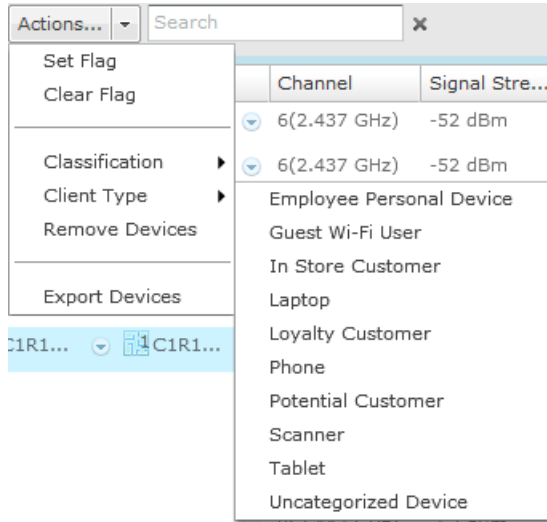 Actions...
Search
Set Flag
Clear Flag
Classification
Client Type
Remove Devices
Export Devices
Channel Signal Stre...
6(2.437 GHz) -52 dBm
6(2.437 GHz) -52 dBm
Employee Personal Device
Guest Wi-Fi User
In Store Customer
Laptop
Loyalty Customer
Phone
Potential Customer
Scanner
Tablet
Uncategorized Device
C1R1... C1R1...